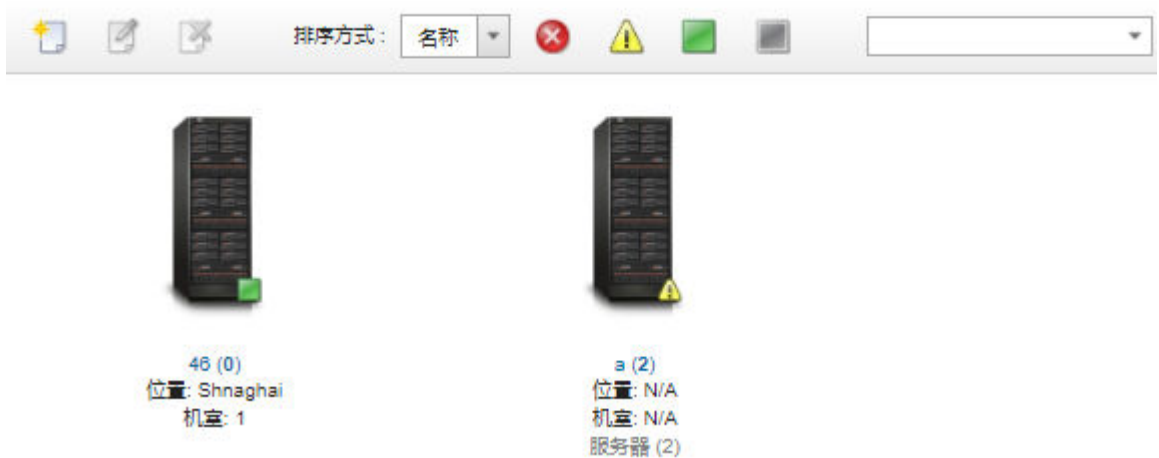 排序方式： 名称
46 (0)
位置: Shnaghai
机室: 1
a (2)
位置: N/A
机室: N/A
服务器 (2)